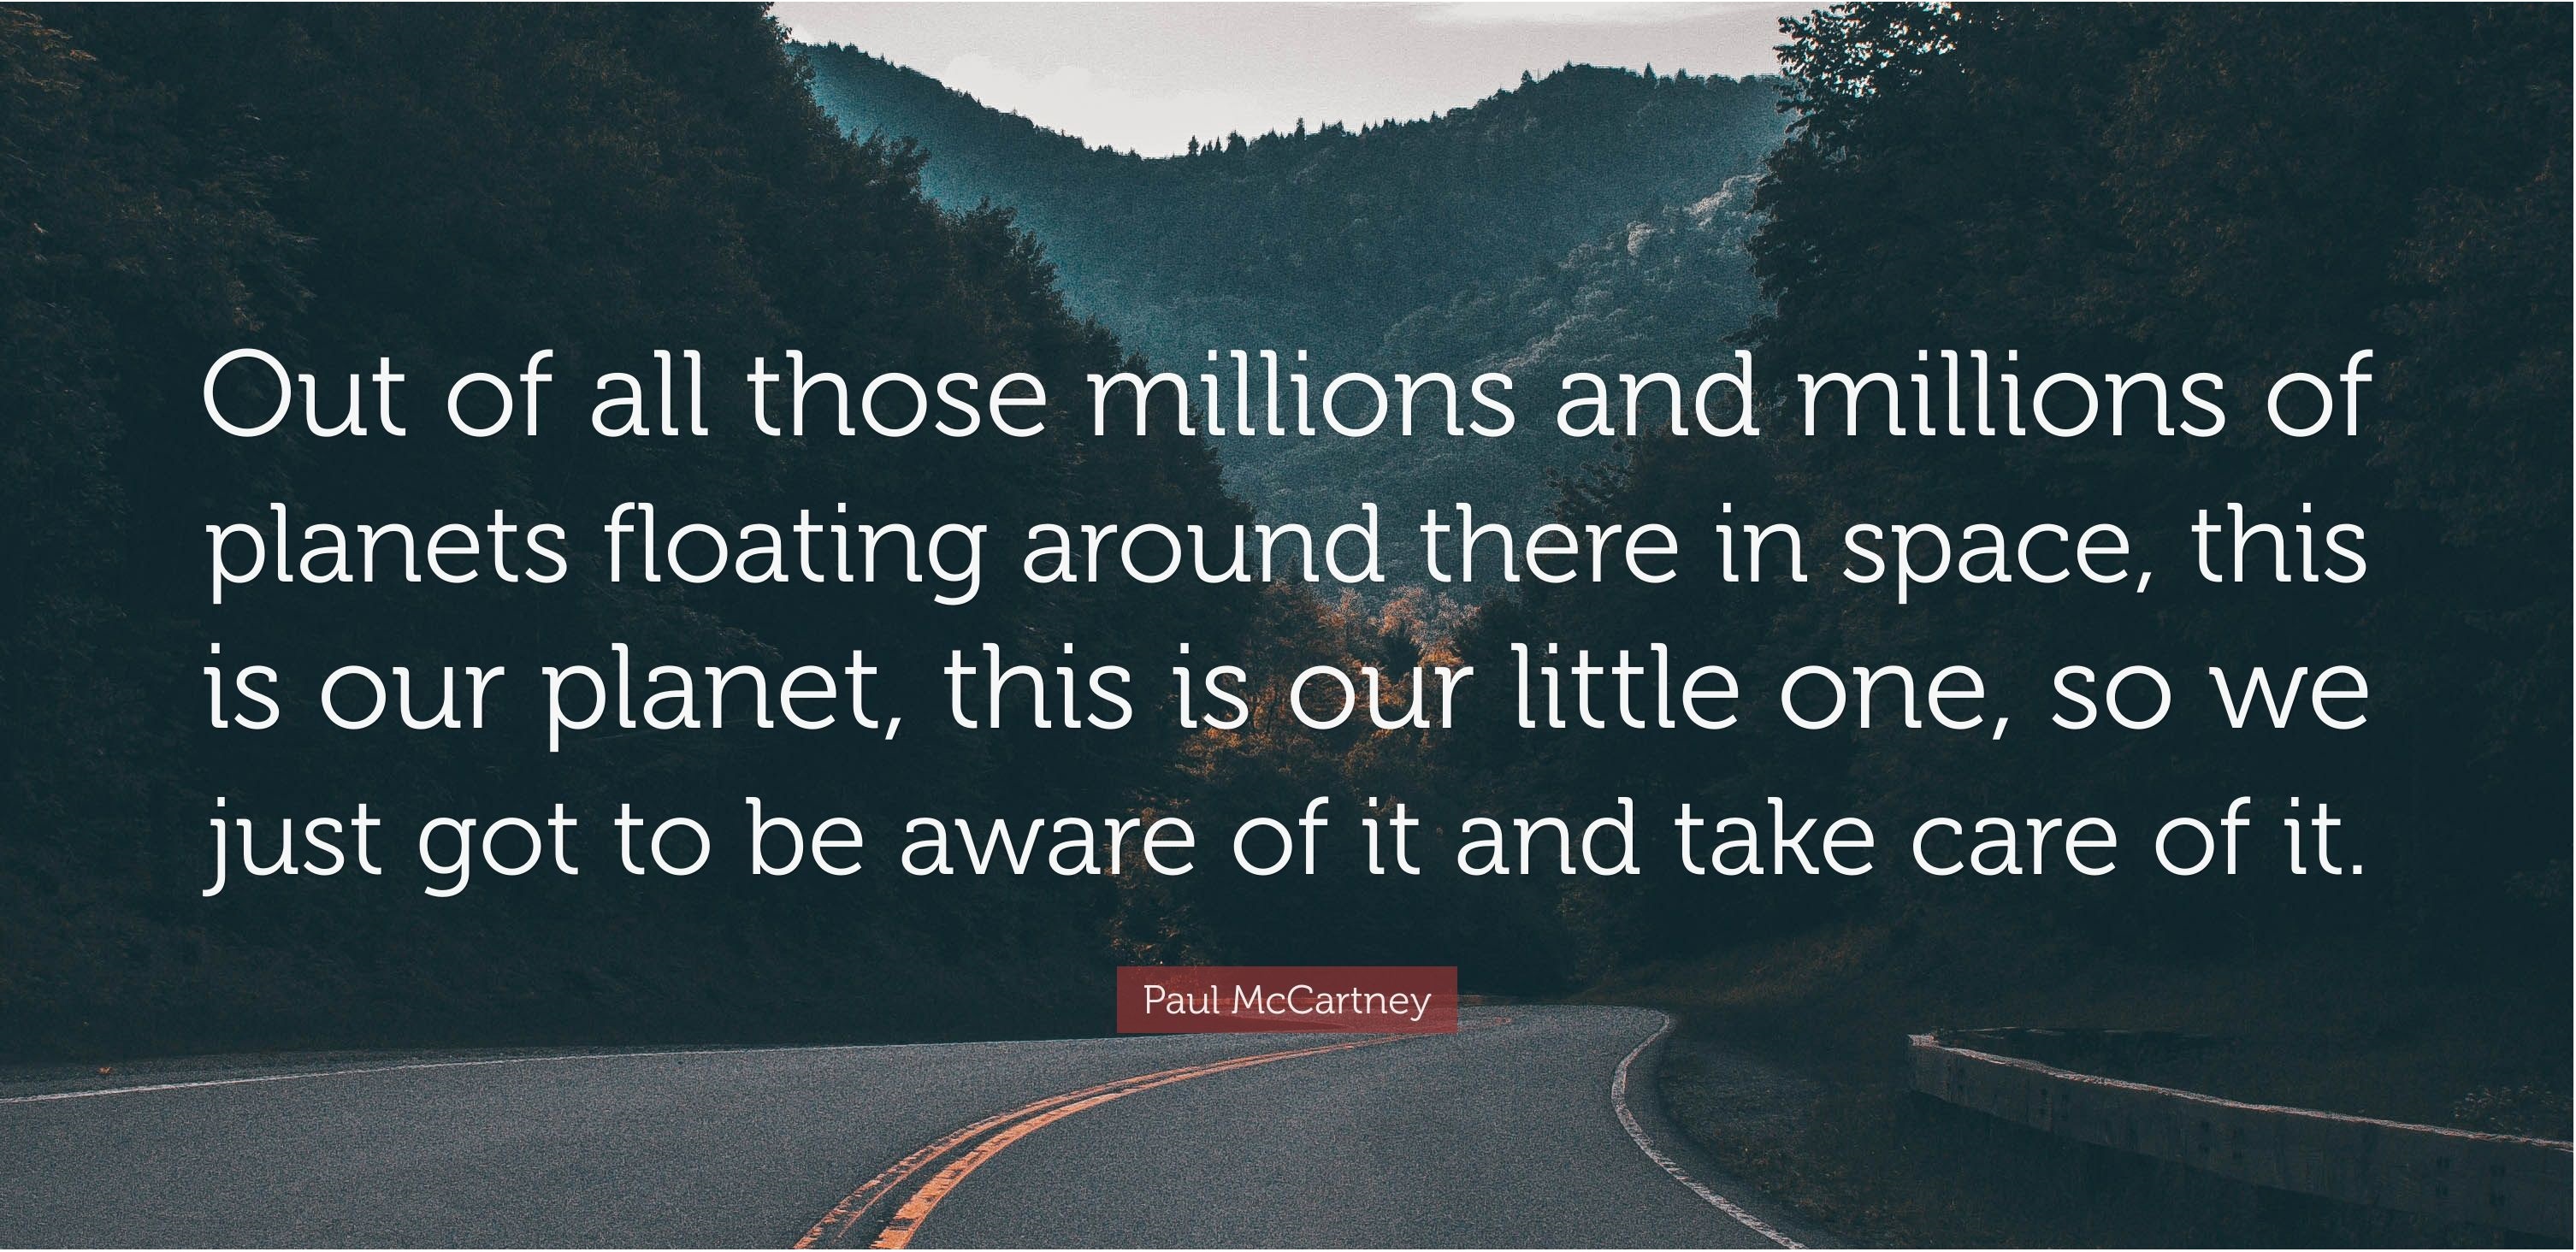 Out of all those millions and millions of
planets floating around there in space, this
is our planet, this is our little one, so we
just got to be aware of it and take care of it.
Paul McCartney